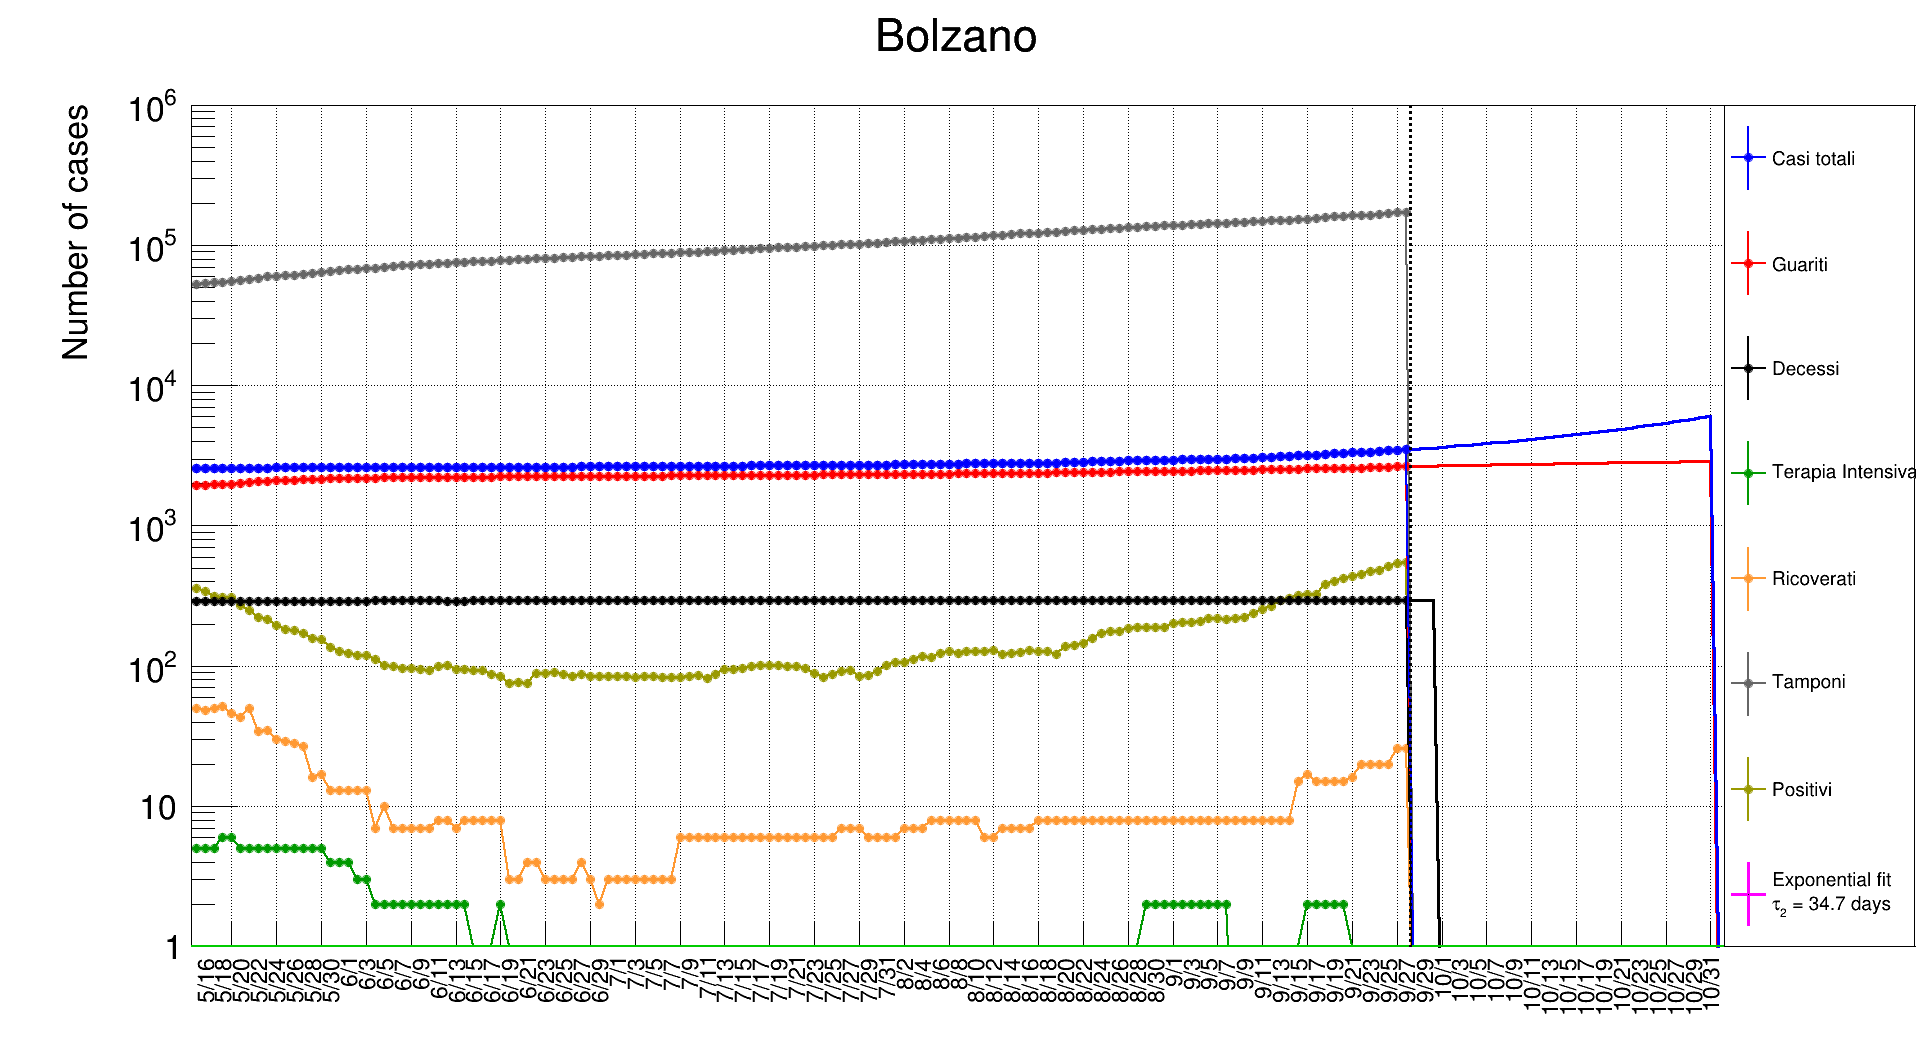 Bolzano
Number of cases
10^6
10^5
10^4
10^3
10^2
10
1
5/16 5/18 5/20 5/22 5/24 5/26 5/28 5/30 6/1 6/3 6/5 6/7 6/9 6/11 6/13 6/15 6/17 6/19 6/21 6/23 6/25 6/27 6/29 7/1 7/3 7/5 7/7 7/9 7/11 7/13 7/15 7/17 7/19 7/21 7/23 7/25 7/27 7/29 7/31 8/2 8/4 8/6 8/8 8/10 8/12 8/14 8/16 8/18 8/20 8/22 8/24 8/26 8/28 8/30 9/1 9/3 9/5 9/7 9/9 9/11 9/13 9/15 9/17 9/19 9/21 9/23 9/25 9/27 9/29 10/1 10/3 10/5 10/7 10/9 10/11 10/13 10/15 10/17 10/19 10/21 10/23 10/25 10/27 10/29 10/31
Casi totali
Guariti
Decessi
Terapia Intensiva
Ricoverati
Tamponi
Positivi
Exponential fit
τ₂ = 34.7 days